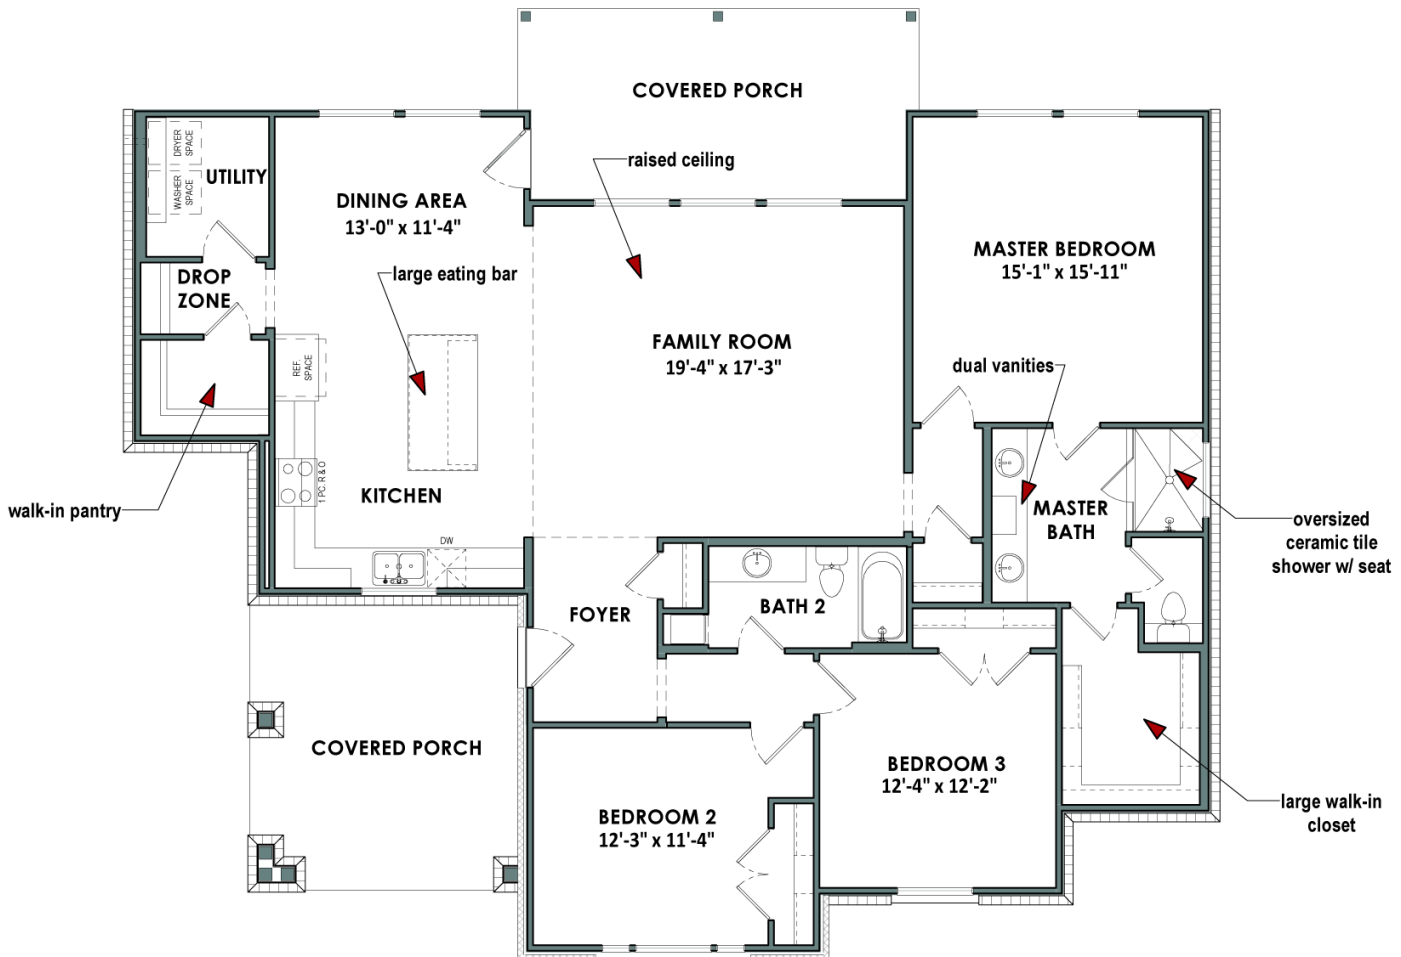 COVERED PORCH
raised ceiling
DRYER
SPACE
WASHER
SPACE
UTILITY
DINING AREA
13'-0" x 11'-4"
MASTER BEDROOM
15'-1" x 15'-11"
DROP
ZONE
large eating bar
FAMILY ROOM
19'-4" x 17'-3"
REF.
SPACE
dual vanities
1 PC. R & O
KITCHEN
walk-in pantry
MASTER
BATH
oversized
ceramic tile
shower w/ seat
DW
FOYER
BATH 2
COVERED PORCH
BEDROOM 3
12'-4" x 12'-2"
BEDROOM 2
12'-3" x 11'-4"
large walk-in
closet